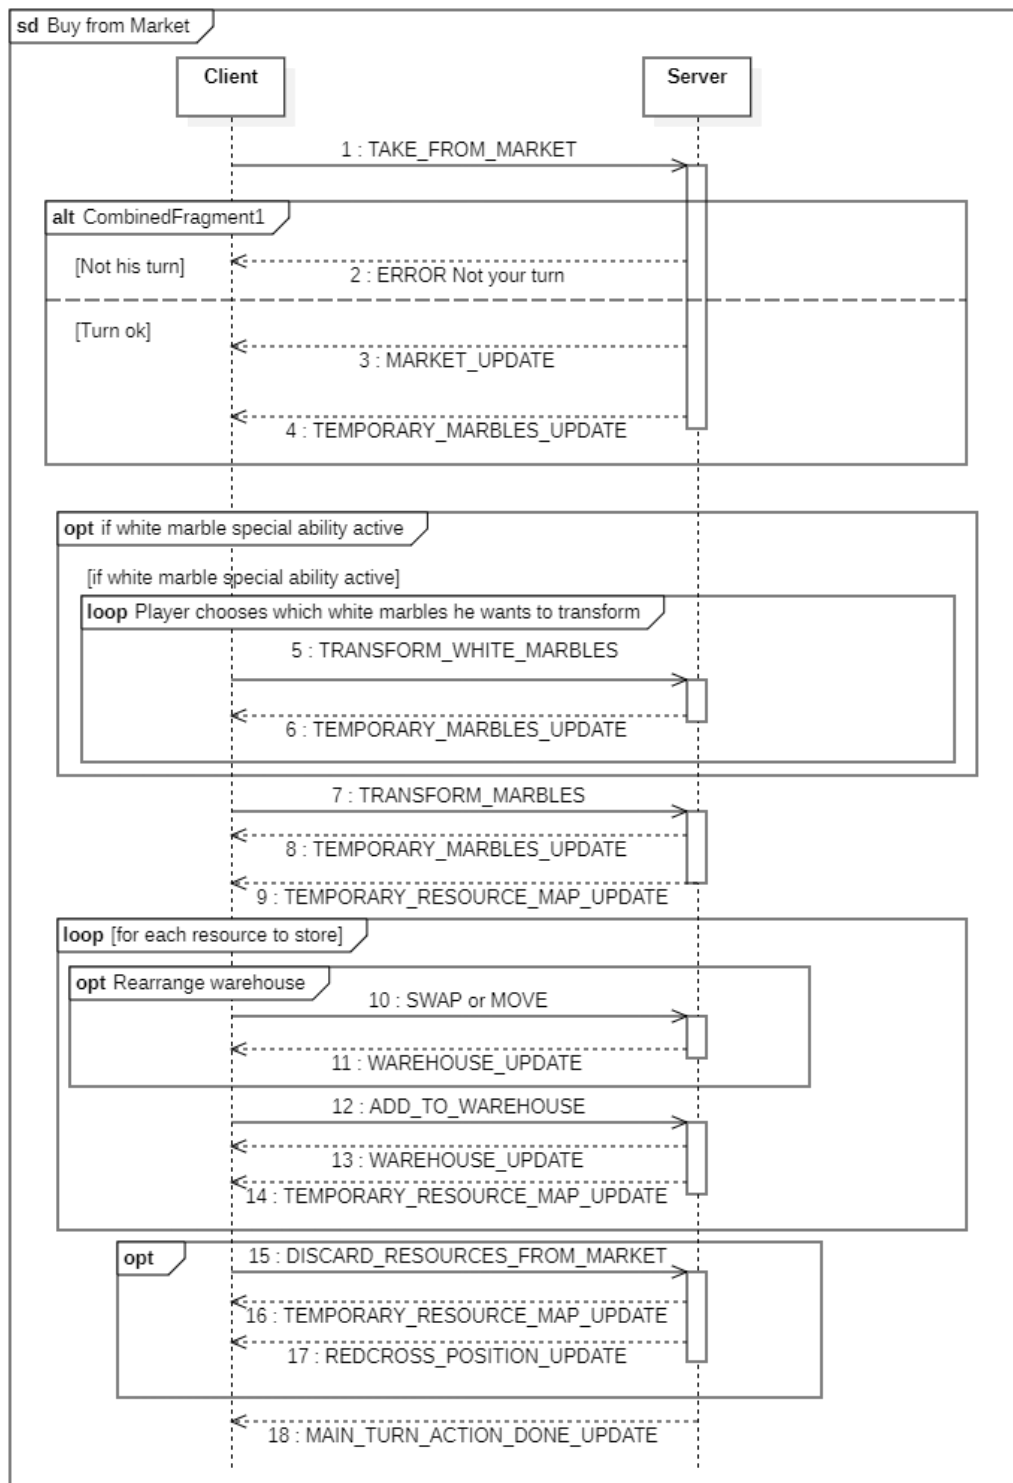 sd Buy from Market
Client
Server
1 : TAKE_FROM_MARKET
alt CombinedFragment1
[Not his turn]
2 : ERROR Not your turn
[Turn ok]
3 : MARKET_UPDATE
4 : TEMPORARY_MARBLES_UPDATE
opt if white marble special ability active
[if white marble special ability active]
loop Player chooses which white marbles he wants to transform
5 : TRANSFORM_WHITE_MARBLES
6 : TEMPORARY_MARBLES_UPDATE
7 : TRANSFORM_MARBLES
8 : TEMPORARY_MARBLES_UPDATE
9 : TEMPORARY_RESOURCE_MAP_UPDATE
loop [for each resource to store]
opt Rearrange warehouse
10 : SWAP or MOVE
11 : WAREHOUSE_UPDATE
12 : ADD_TO_WAREHOUSE
13 : WAREHOUSE_UPDATE
14 : TEMPORARY_RESOURCE_MAP_UPDATE
opt
15 : DISCARD_RESOURCES_FROM_MARKET
16 : TEMPORARY_RESOURCE_MAP_UPDATE
17 : REDCROSS_POSITION_UPDATE
18 : MAIN_TURN_ACTION_DONE_UPDATE